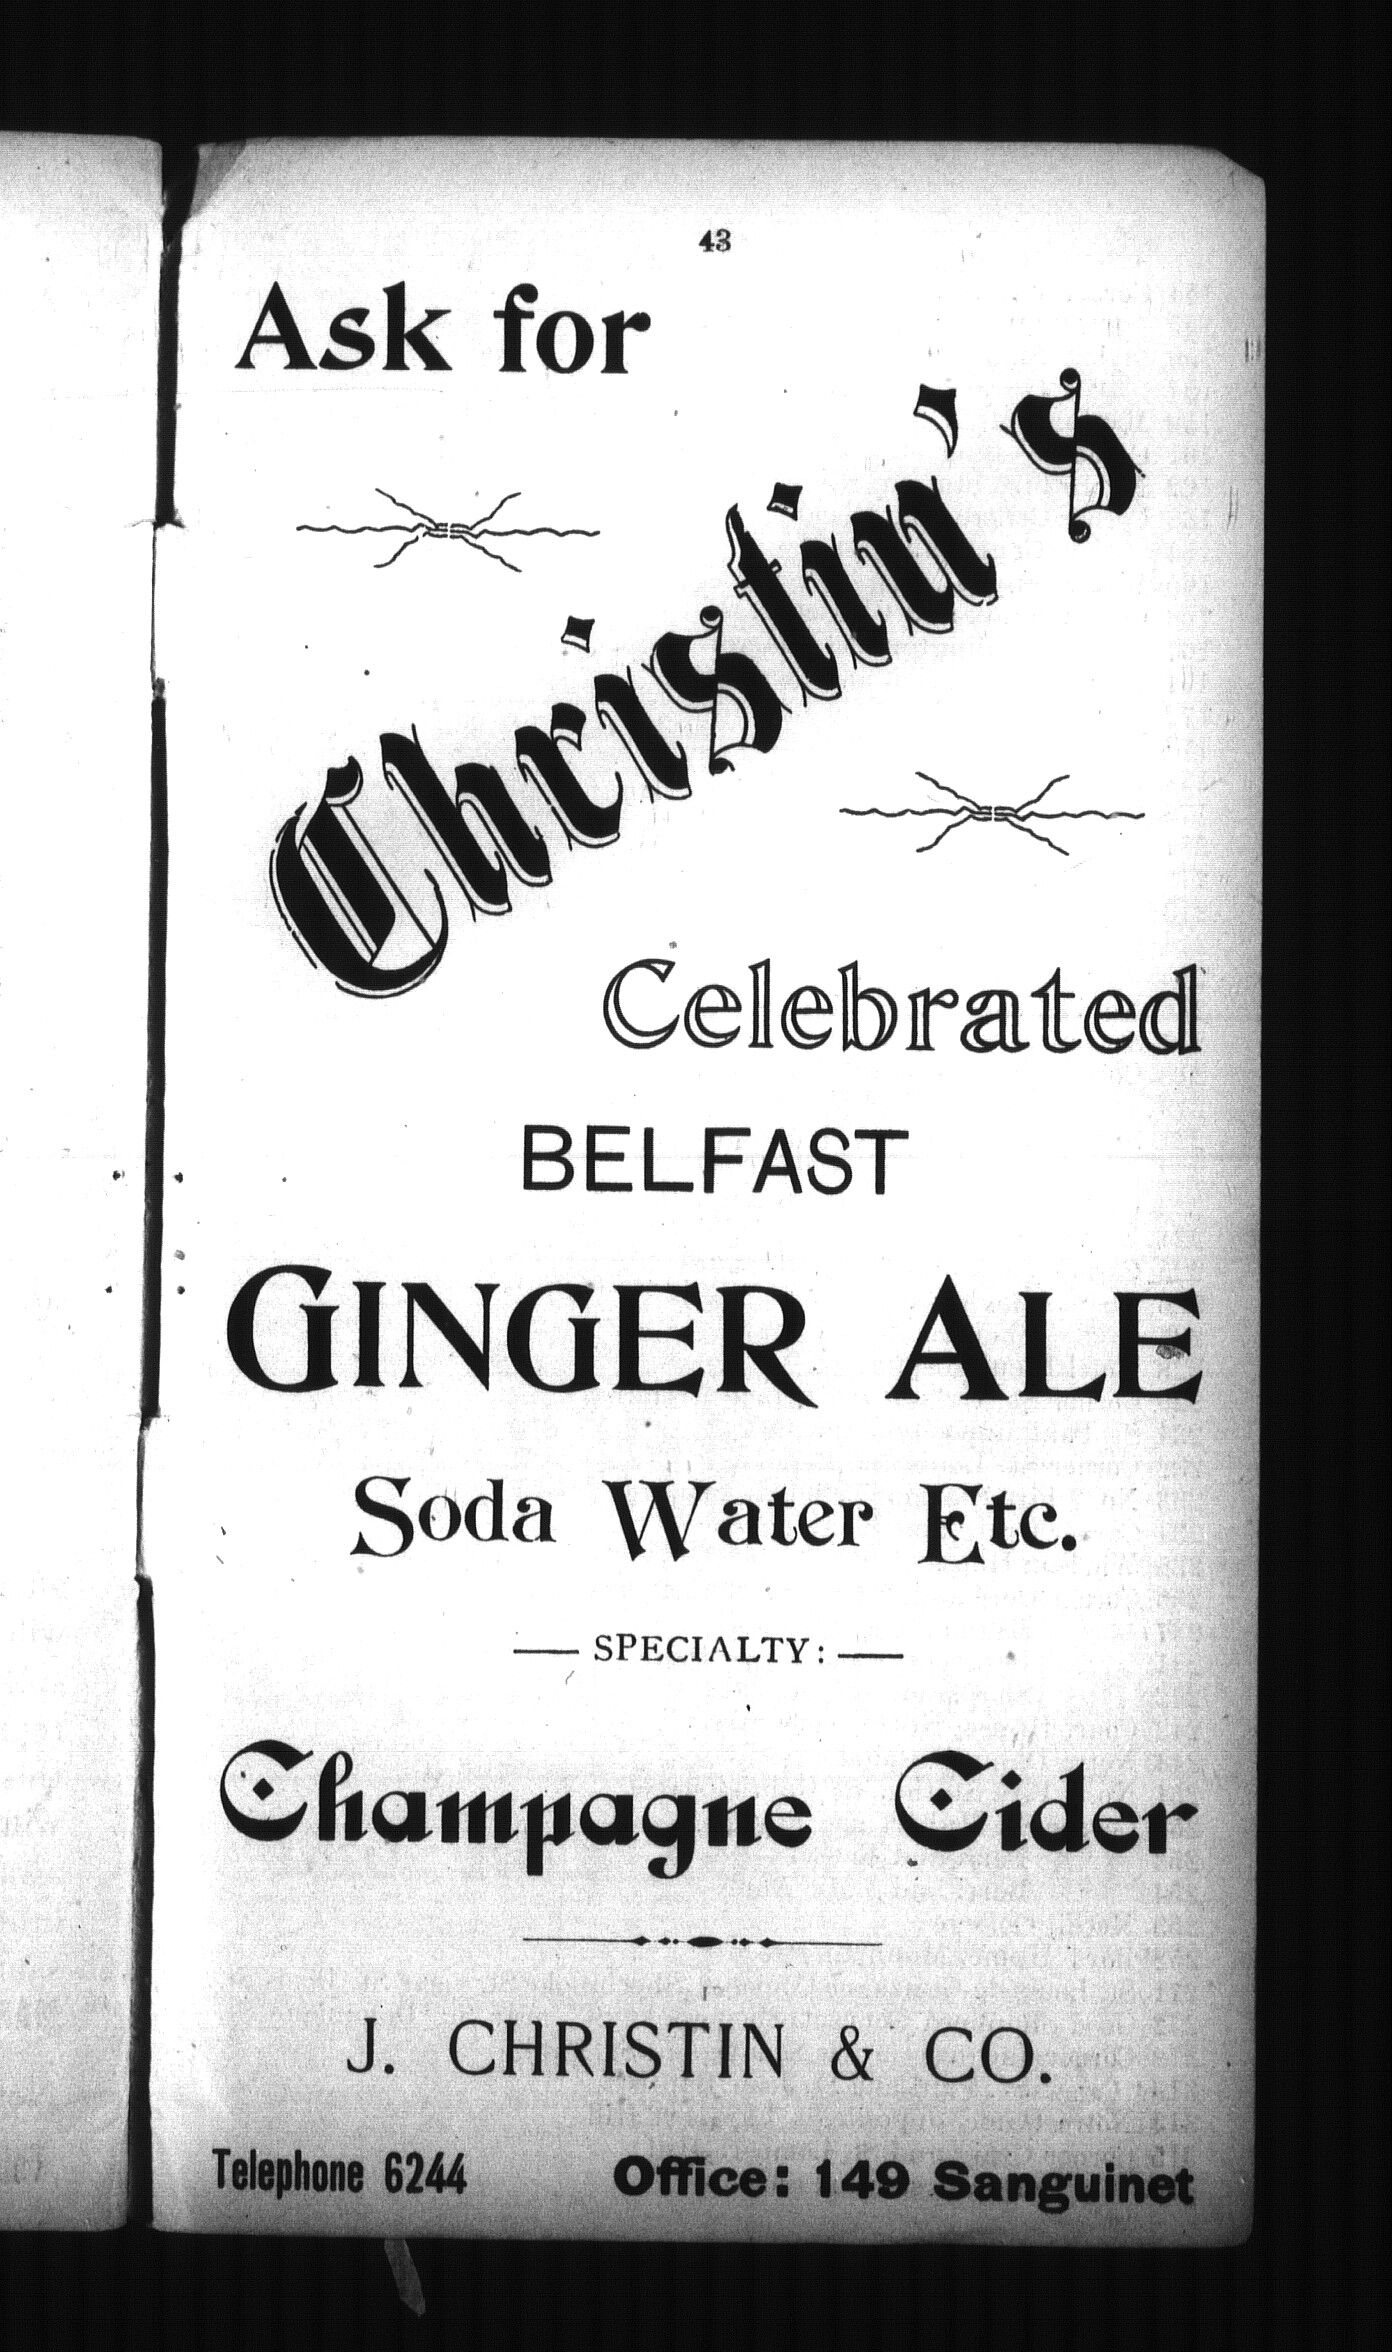 43
Ask for
Christin's
Celebrated
BELFAST
GINGER ALE
Soda Water Etc.
— SPECIALTY: —
Champagne Cider
J. CHRISTIN & CO.
Telephone 6244 Office: 149 Sanguinet